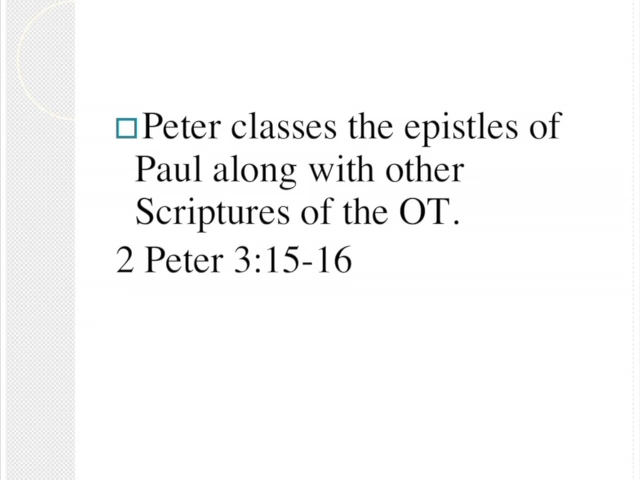 Peter classes the epistles of
Paul along with other
Scriptures of the OT.
2 Peter 3:15-16